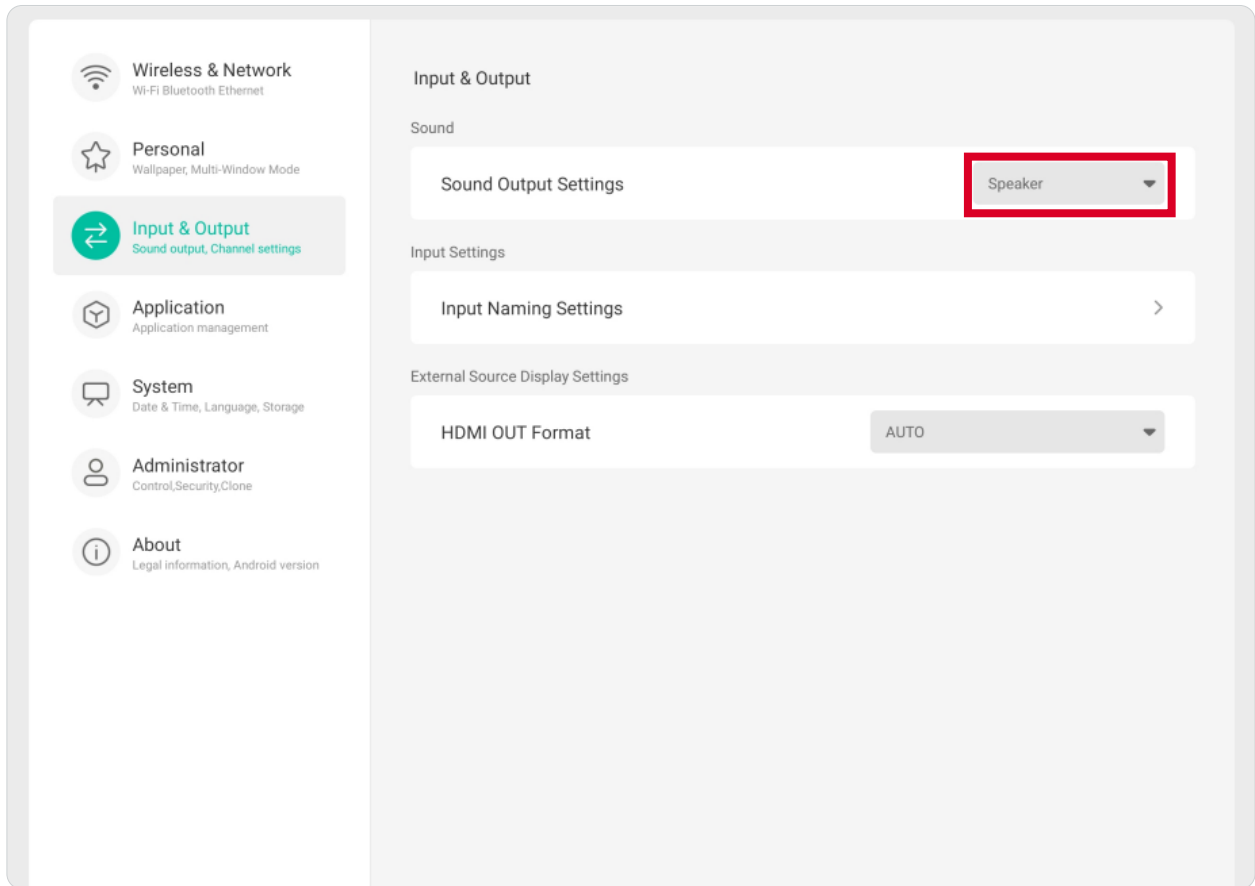 Wireless & Network
Wi-Fi Bluetooth Ethernet
Personal
Wallpaper, Multi-Window Mode
Input & Output
Sound output, Channel settings
Application
Application management
System
Date & Time, Language, Storage
Administrator
Control,Security,Clone
About
Legal information, Android version
Input & Output
Sound
Sound Output Settings
Speaker
Input Settings
Input Naming Settings
External Source Display Settings
HDMI OUT Format
AUTO